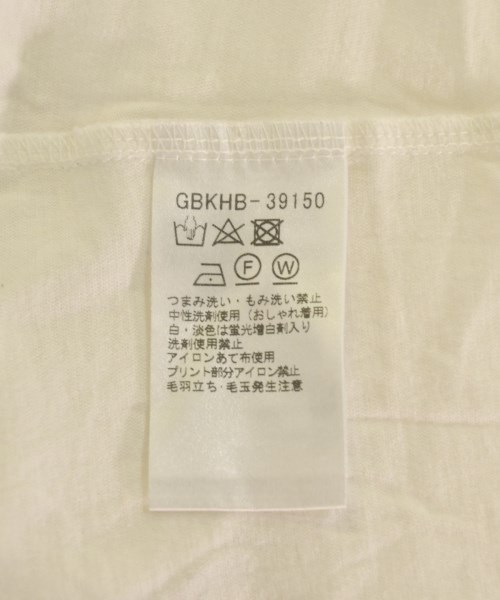 GBKHB-39150
F W
つまみ洗い・もみ洗い禁止
中性洗剤使用（おしゃれ着用）
白・淡色は蛍光増白剤入り
洗剤使用禁止
アイロンあて布使用
プリント部分アイロン禁止
毛羽立ち・毛玉発生注意